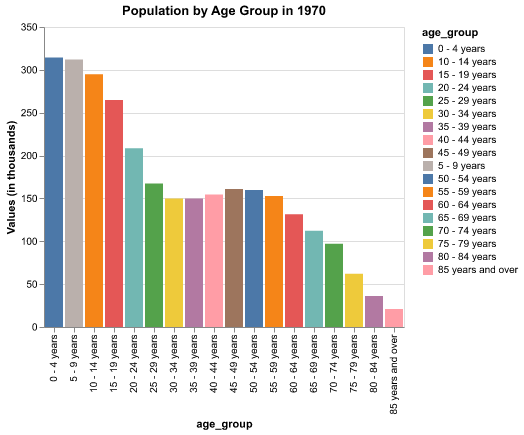 Population by Age Group in 1970
Values (in thousands)
350
300
250
200
150
100
50
0
0 - 4 years
5 - 9 years
10 - 14 years
15 - 19 years
20 - 24 years
25 - 29 years
30 - 34 years
35 - 39 years
40 - 44 years
45 - 49 years
50 - 54 years
55 - 59 years
60 - 64 years
65 - 69 years
70 - 74 years
75 - 79 years
80 - 84 years
85 years and over
age_group
age_group
0 - 4 years
10 - 14 years
15 - 19 years
20 - 24 years
25 - 29 years
30 - 34 years
35 - 39 years
40 - 44 years
45 - 49 years
5 - 9 years
50 - 54 years
55 - 59 years
60 - 64 years
65 - 69 years
70 - 74 years
75 - 79 years
80 - 84 years
85 years and over